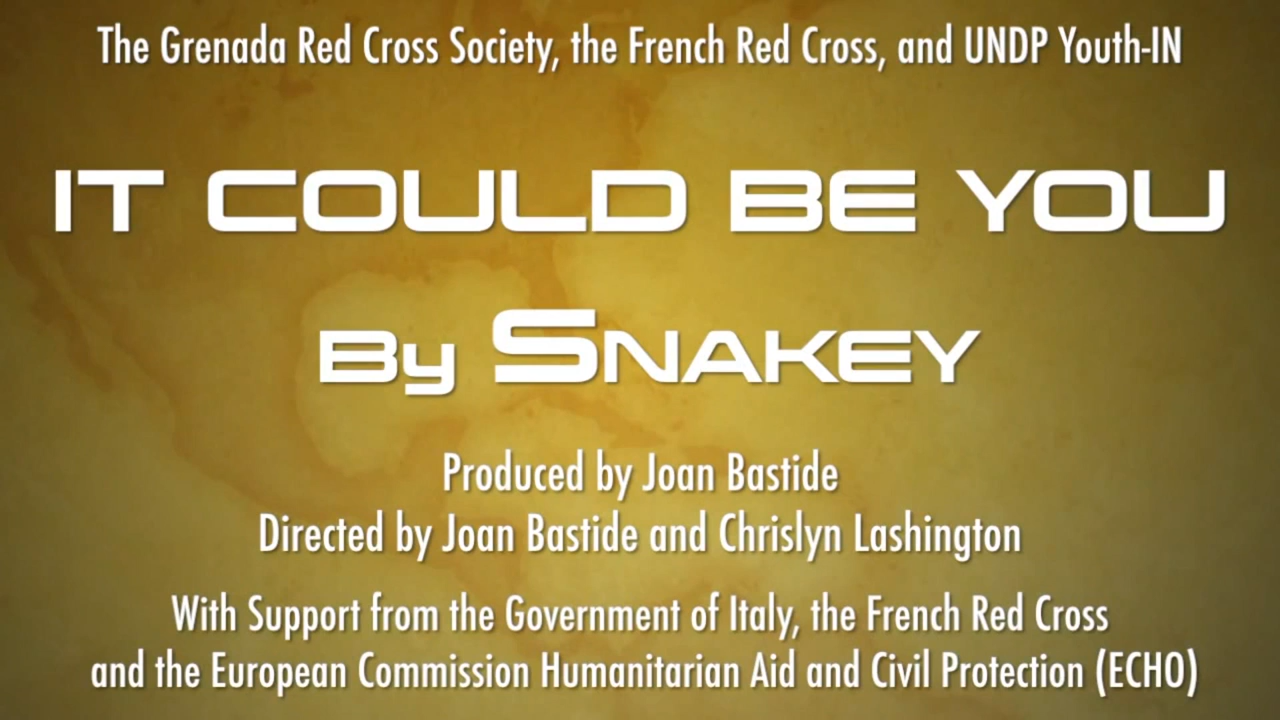 The Grenada Red Cross Society, the French Red Cross, and UNDP Youth-IN
IT COULD BE YOU
By SNAKEY
Produced by Joan Bastide
Directed by Joan Bastide and Chrislyn Lashington
With Support from the Government of Italy, the French Red Cross
and the European Commission Humanitarian Aid and Civil Protection (ECHO)